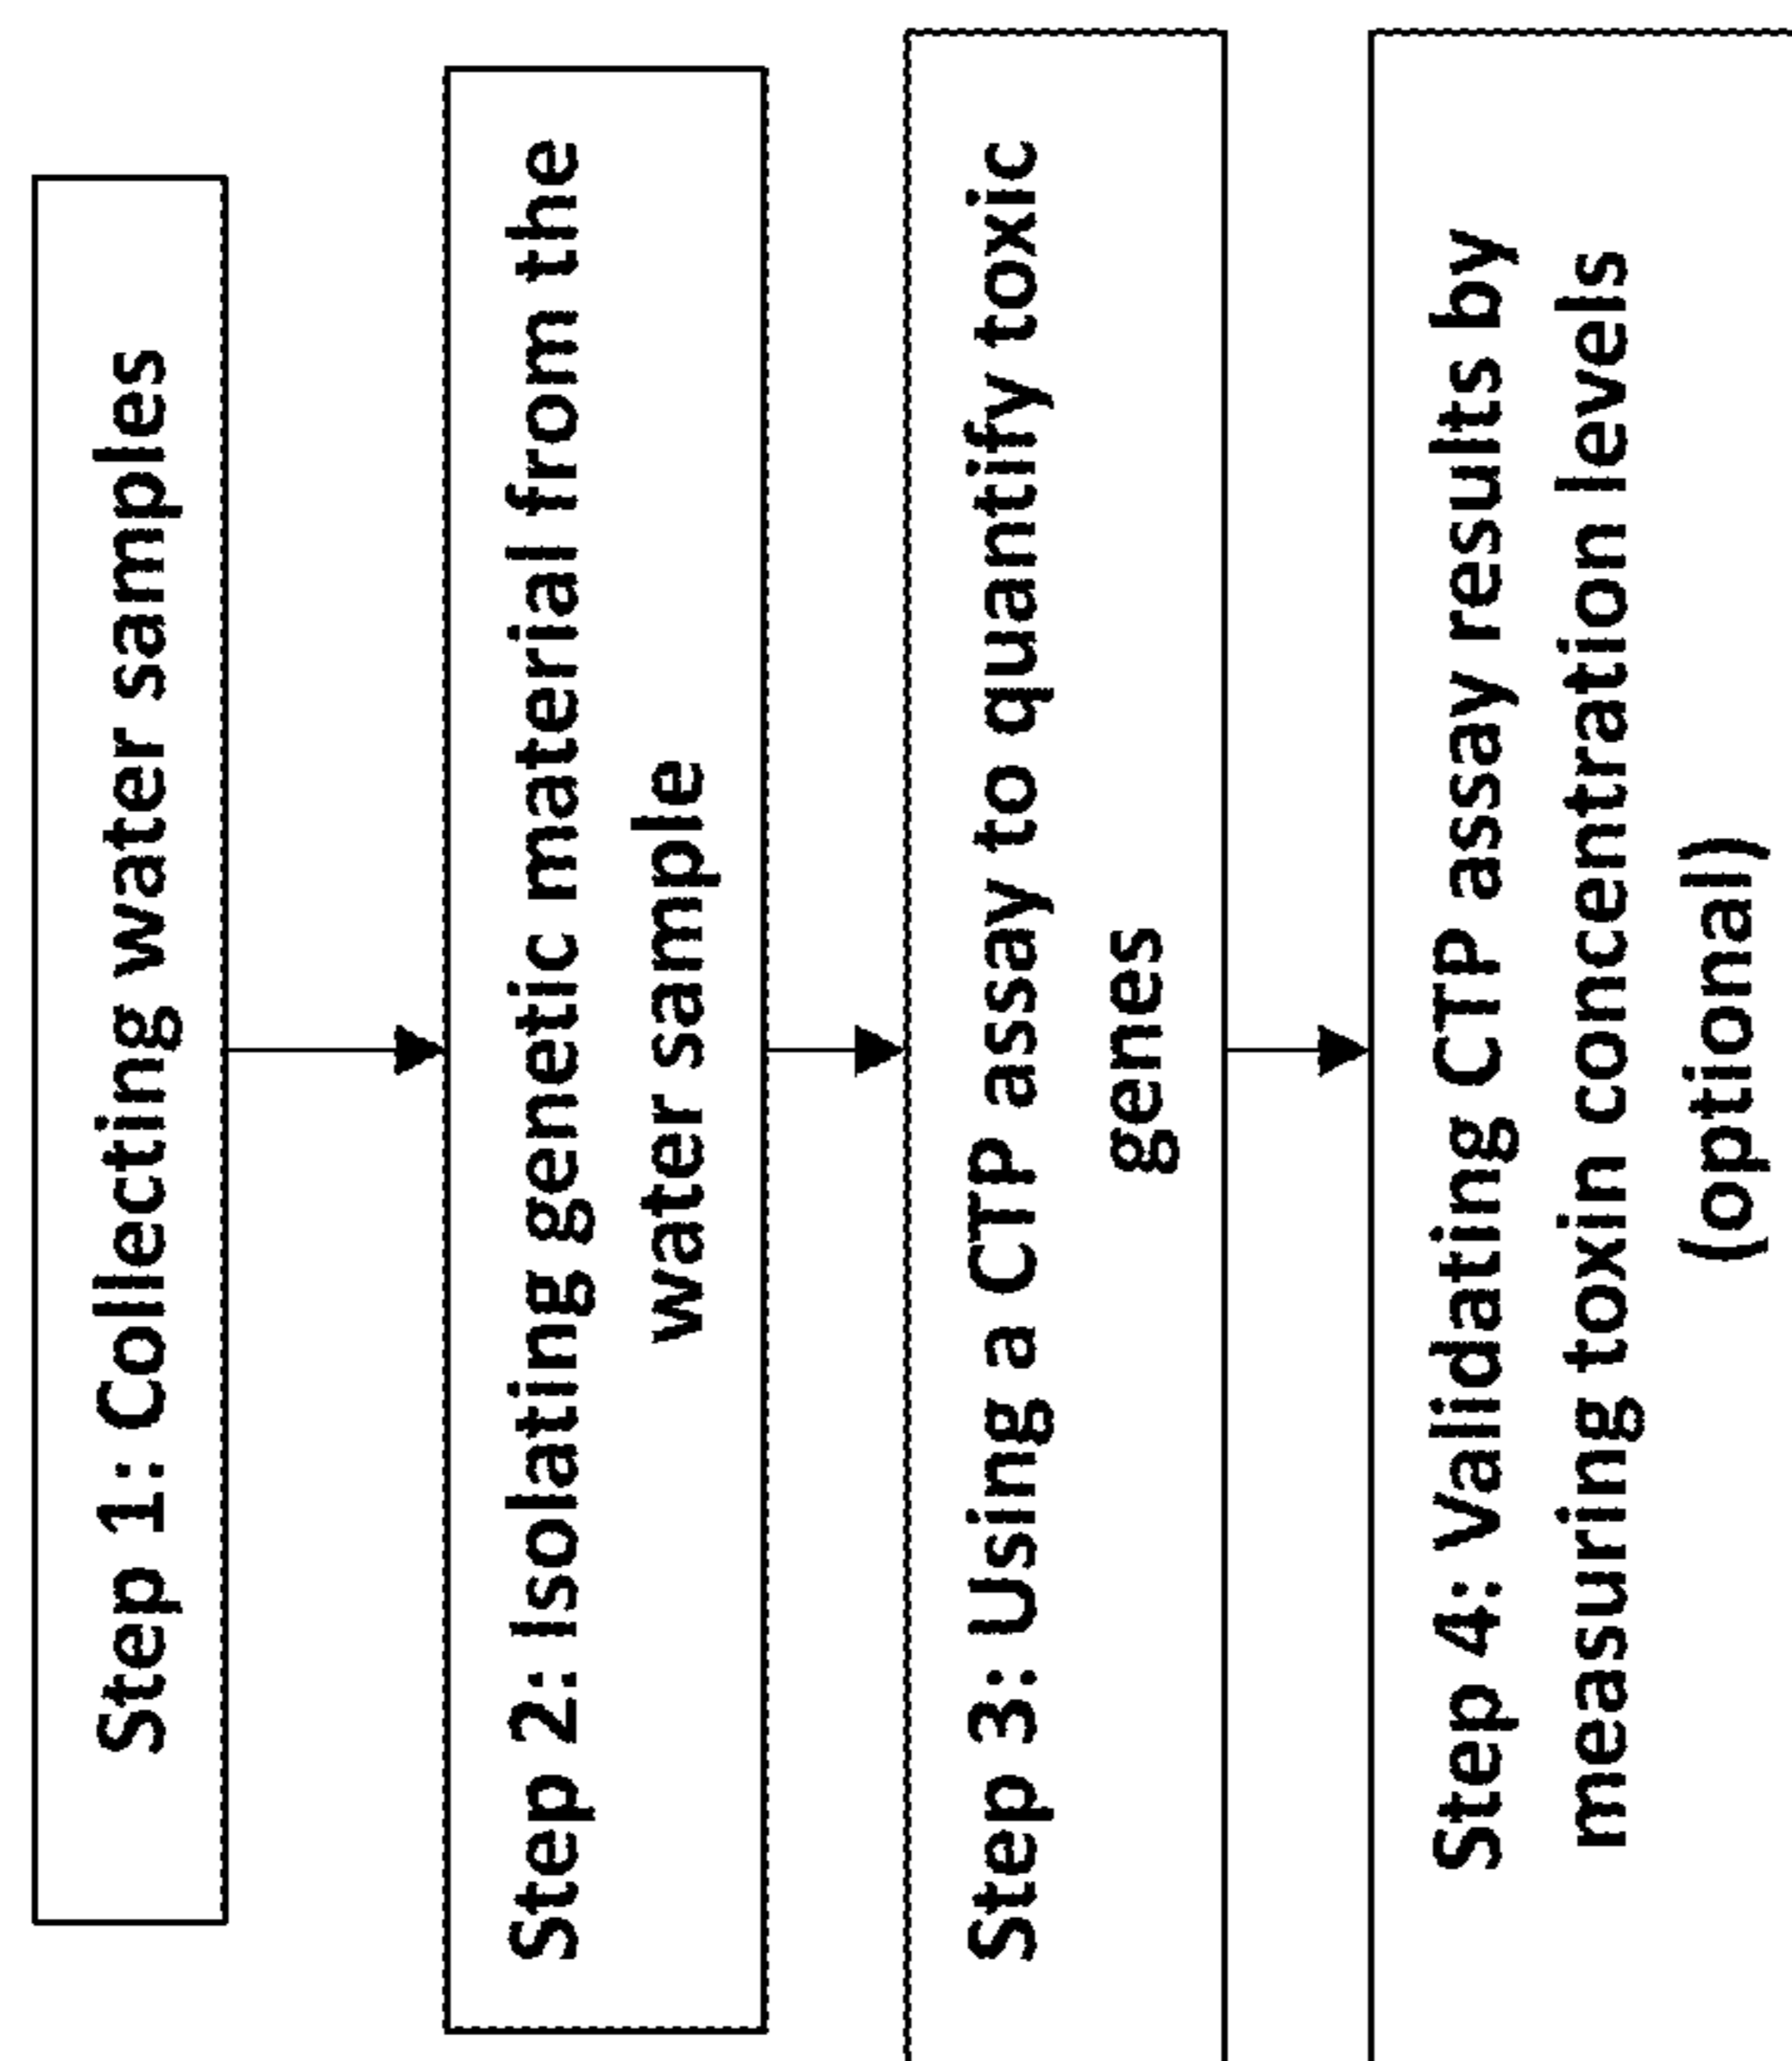 Step 1: Collecting water samples
Step 2: Isolating genetic material from the
water sample
Step 3: Using a CTP assay to quantify toxic
genes
Step 4: Validating CTP assay results by
measuring toxin concentration levels
(optional)